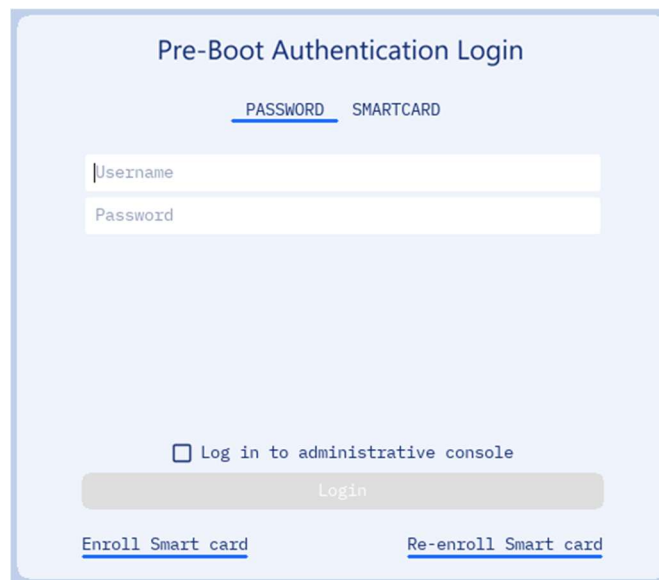 Pre-Boot Authentication Login
PASSWORD SMARTCARD
Username
Password
Log in to administrative console
Login
Enroll Smart card Re-enroll Smart card